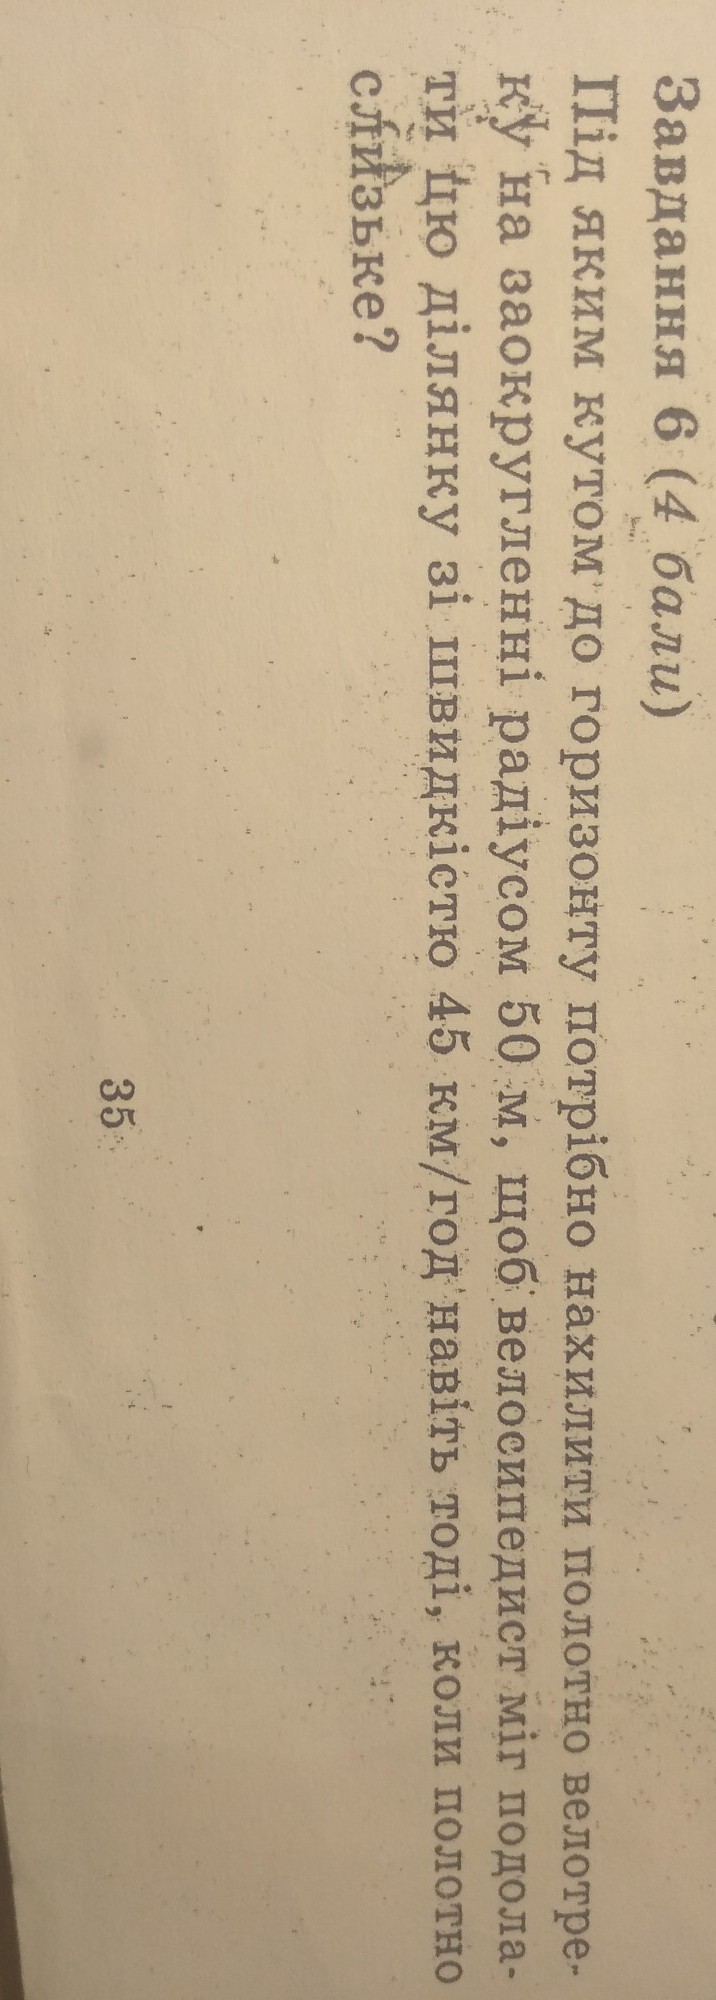 Завдання 6 (4 бали)
Під яким кутом до горизонту потрібно нахилити полотно велотре-
ку на заокругленні радіусом 50 м, щоб велосипедист міг подола-
ти цю ділянку зі швидкістю 45 км/год навіть тоді, коли полотно
слизьке?
35